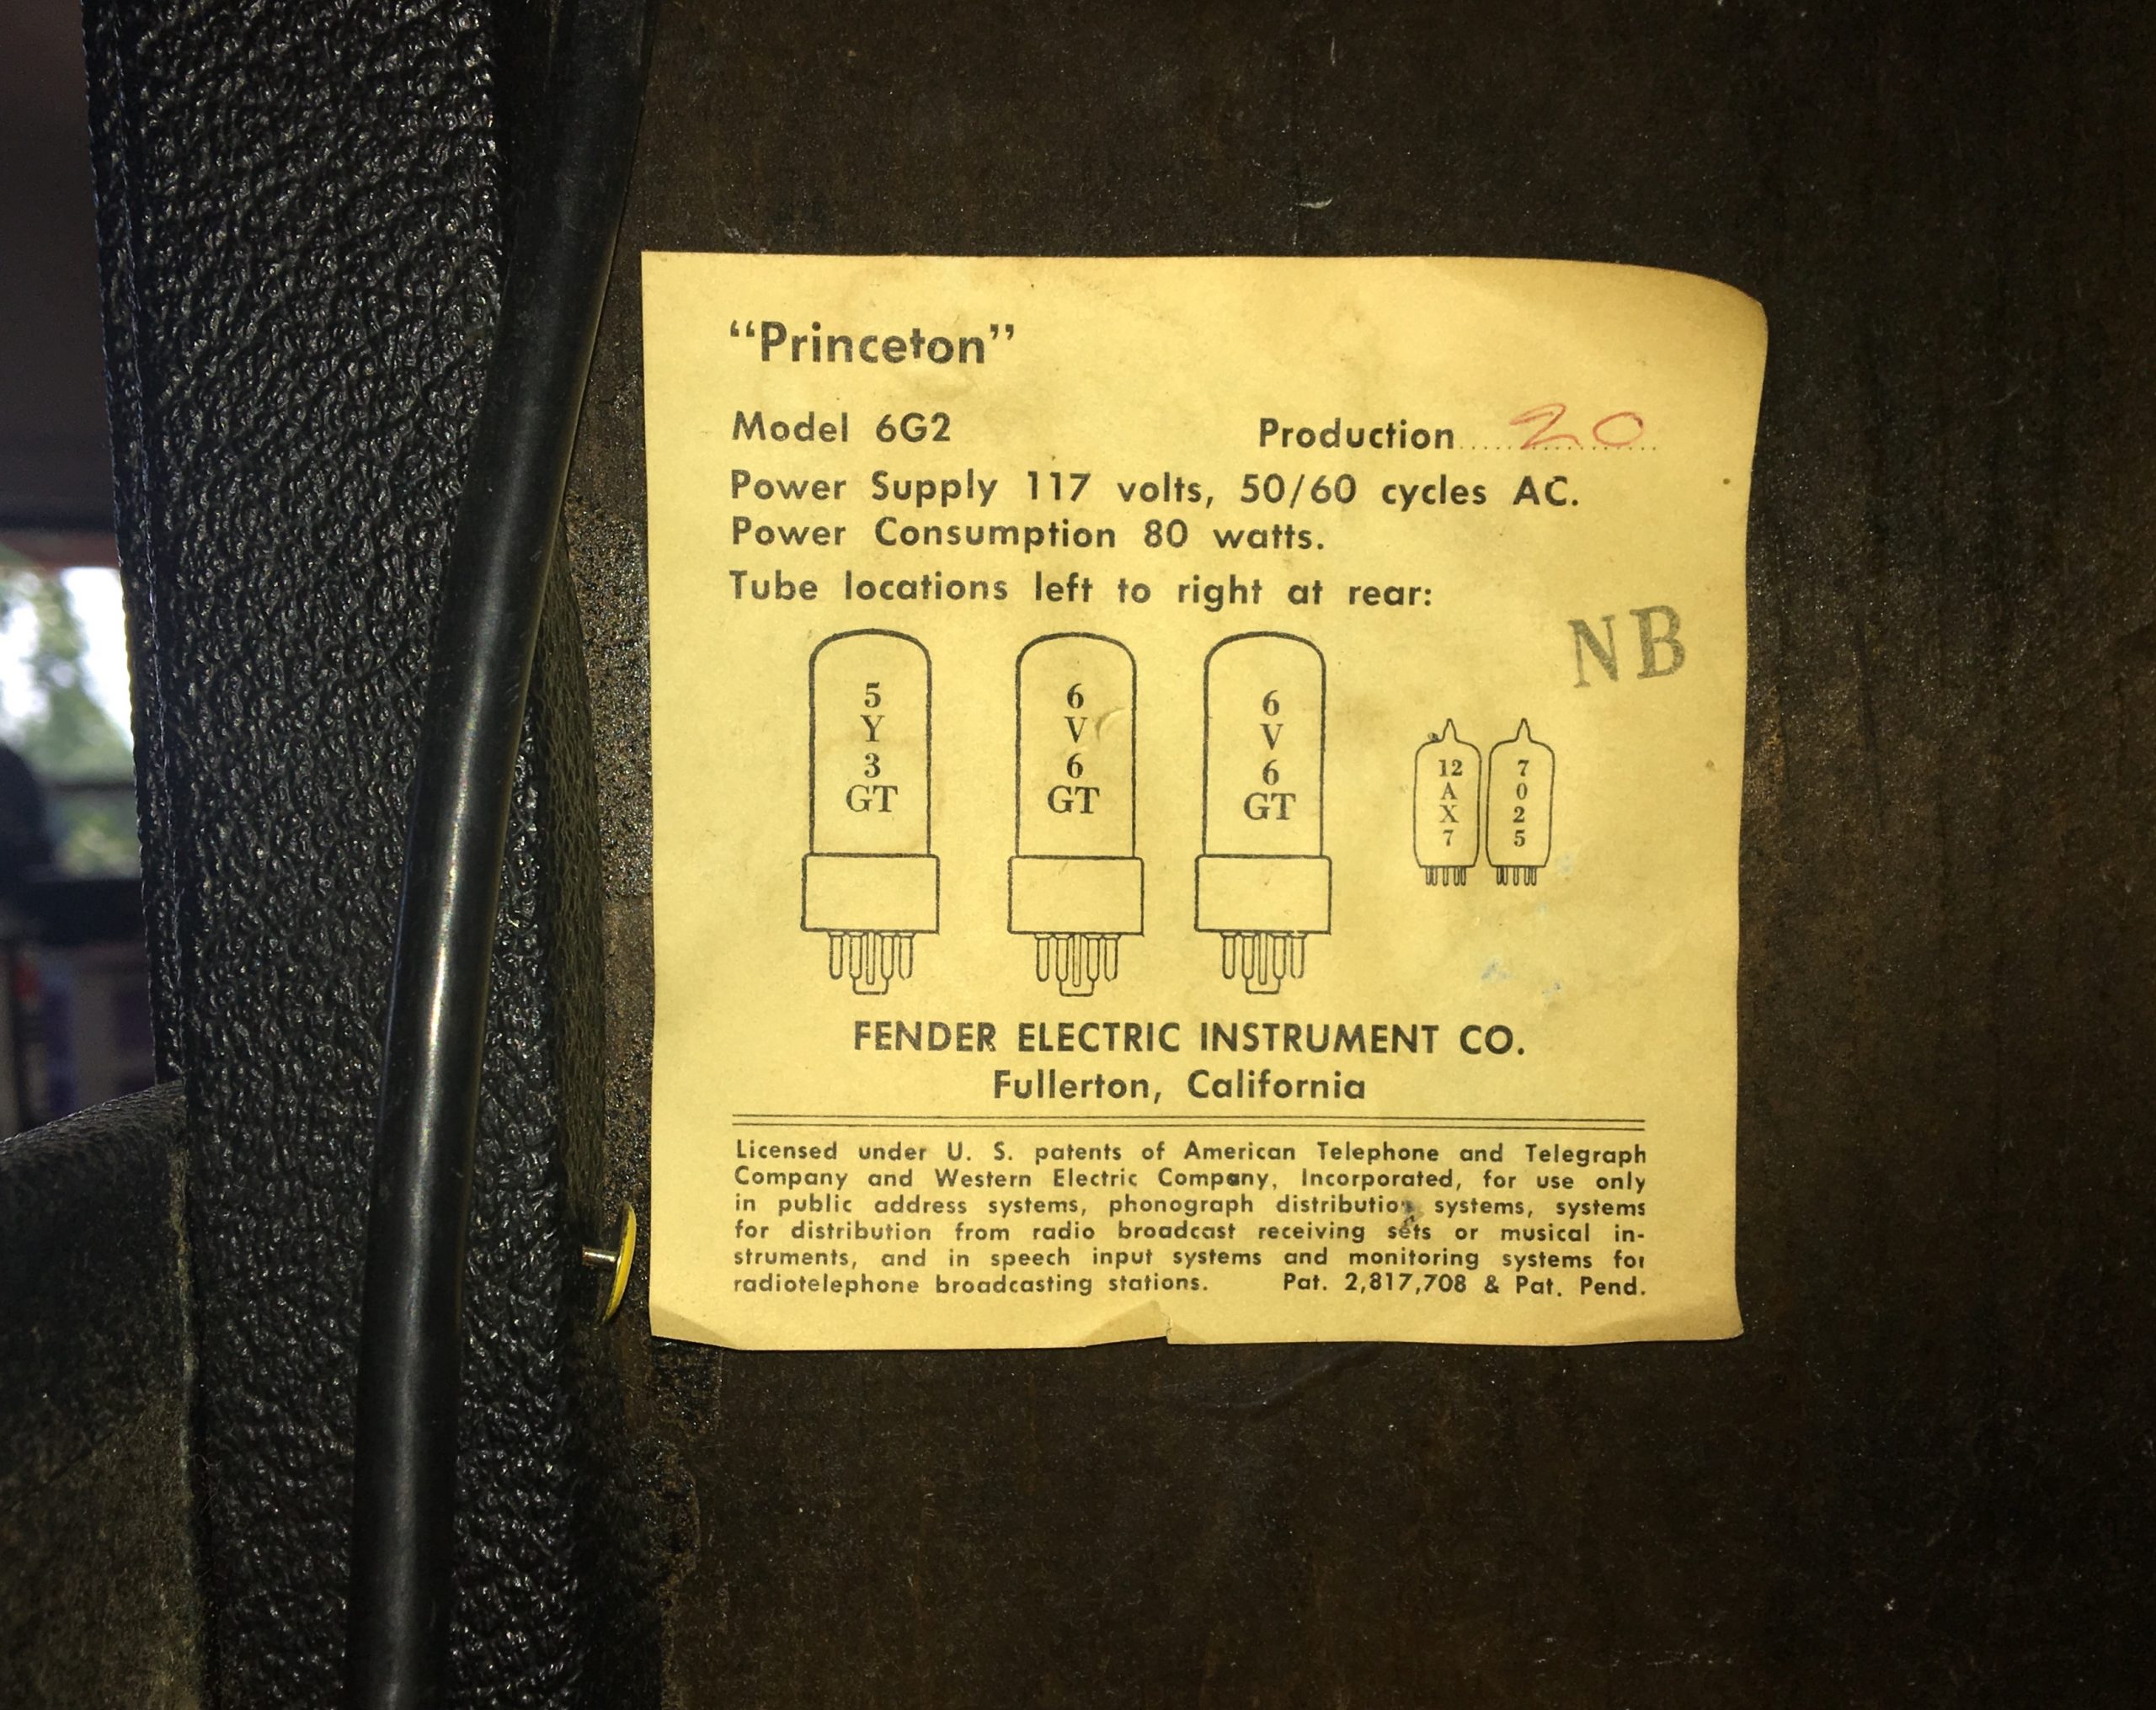 “Princeton”
Model 6G2 Production 20
Power Supply 117 volts, 50/60 cycles AC.
Power Consumption 80 watts.
Tube locations left to right at rear:
NB
5
Y
3
GT
6
V
6
GT
6
V
6
GT
12
A
X
7
7
0
2
5
FENDER ELECTRIC INSTRUMENT CO.
Fullerton, California
Licensed under U. S. patents of American Telephone and Telegraph
Company and Western Electric Company, Incorporated, for use only
in public address systems, phonograph distribution systems, systems
for distribution from radio broadcast receiving sets or musical in-
struments, and in speech input systems and monitoring systems for
radiotelephone broadcasting stations. Pat. 2,817,708 & Pat. Pend.